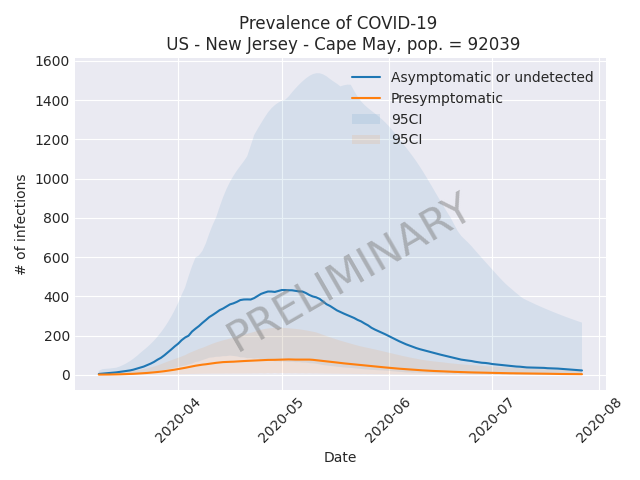 Prevalence of COVID-19
US - New Jersey - Cape May, pop. = 92039
Asymptomatic or undetected
Presymptomatic
95CI
95CI
1600
1400
1200
1000
800
600
400
200
0
# of infections
PRELIMINARY
2020-04
2020-05
2020-06
2020-07
2020-08
Date